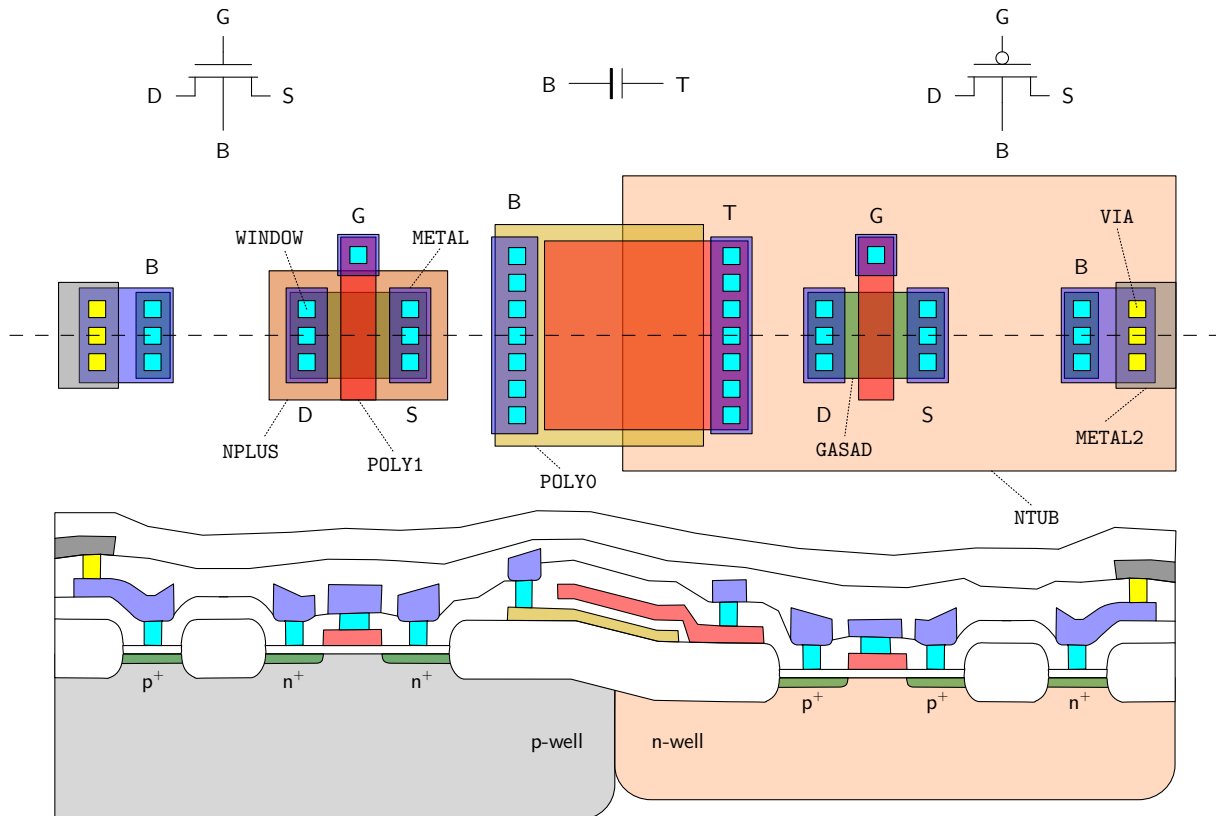 G
G
D
S
B
B
T
D
S
B
B
G
B
T
G
B
WINDOW
METAL
VIA
D
S
D
S
NPLUS
POLY1
POLY0
GASAD
METAL2
NTUB
p+
n+
n+
p+
p+
n+
p-well
n-well